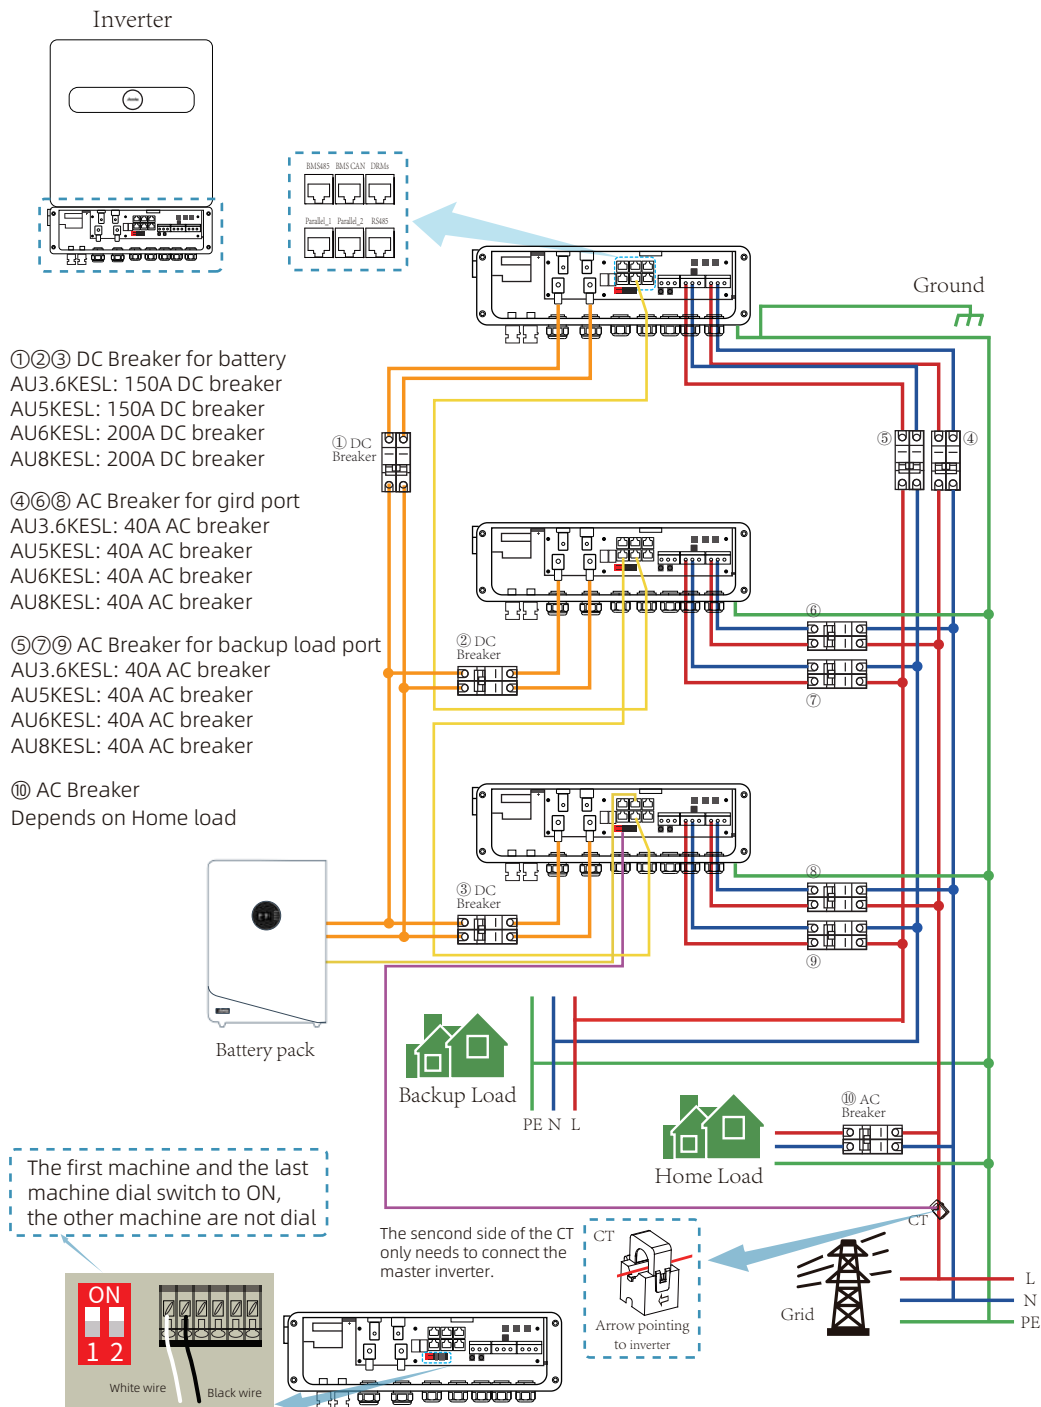 Inverter
BMS485 BMS CAN DRMs
Parallel_1 Parallel_2 RS485
Ground
①②③ DC Breaker for battery
AU3.6KESL: 150A DC breaker
AU5KESL: 150A DC breaker
AU6KESL: 200A DC breaker
AU8KESL: 200A DC breaker
① DC
Breaker
⑤
④
④⑥⑧ AC Breaker for gird port
AU3.6KESL: 40A AC breaker
AU5KESL: 40A AC breaker
AU6KESL: 40A AC breaker
AU8KESL: 40A AC breaker
⑥
② DC
Breaker
⑦
⑤⑦⑨ AC Breaker for backup load port
AU3.6KESL: 40A AC breaker
AU5KESL: 40A AC breaker
AU6KESL: 40A AC breaker
AU8KESL: 40A AC breaker
⑩ AC Breaker
Depends on Home load
⑧
③ DC
Breaker
⑨
Battery pack
Backup Load
PE N L
⑩ AC
Breaker
Home Load
The first machine and the last
machine dial switch to ON,
the other machine are not dial
The sencond side of the CT
only needs to connect the
master inverter.
CT
Arrow pointing
to inverter
CT
Grid
L
N
PE
ON
1 2
White wire
Black wire